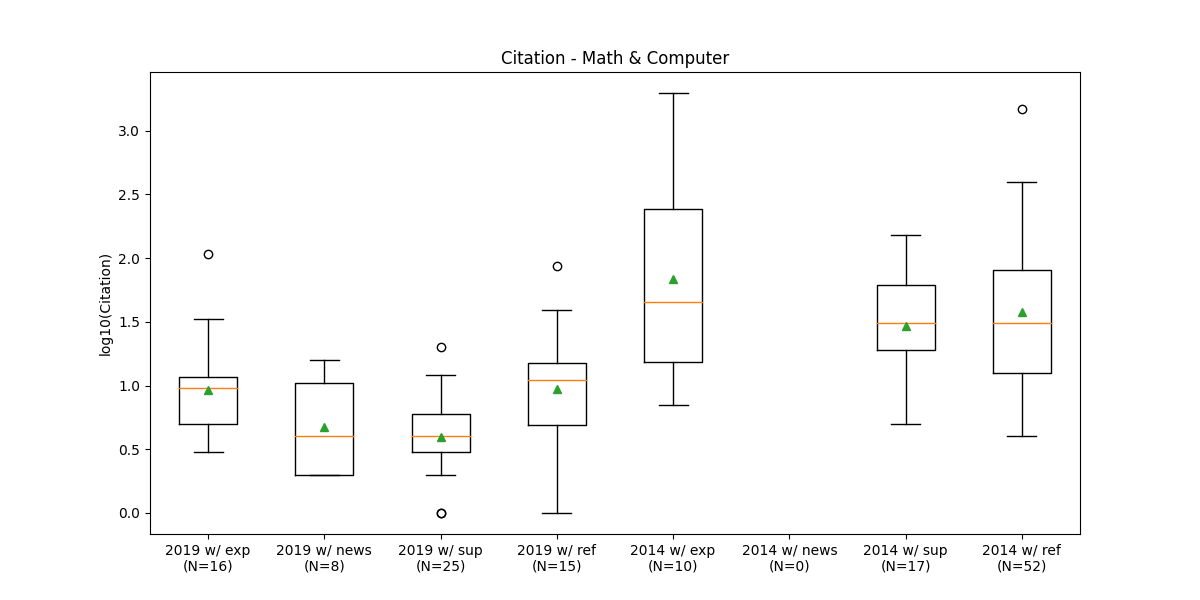 Citation - Math & Computer
log10(Citation)
3.0
2.5
2.0
1.5
1.0
0.5
0.0
2019 w/ exp
(N=16)
2019 w/ news
(N=8)
2019 w/ sup
(N=25)
2019 w/ ref
(N=15)
2014 w/ exp
(N=10)
2014 w/ news
(N=0)
2014 w/ sup
(N=17)
2014 w/ ref
(N=52)